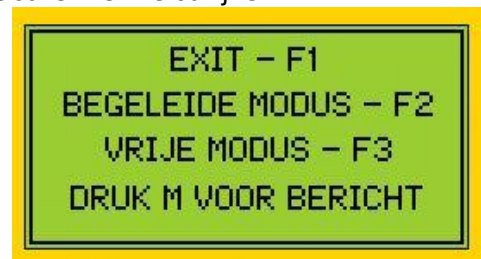 EXIT – F1
BEGELEIDE MODUS – F2
VRIJE MODUS – F3
DRUK M VOOR BERICHT